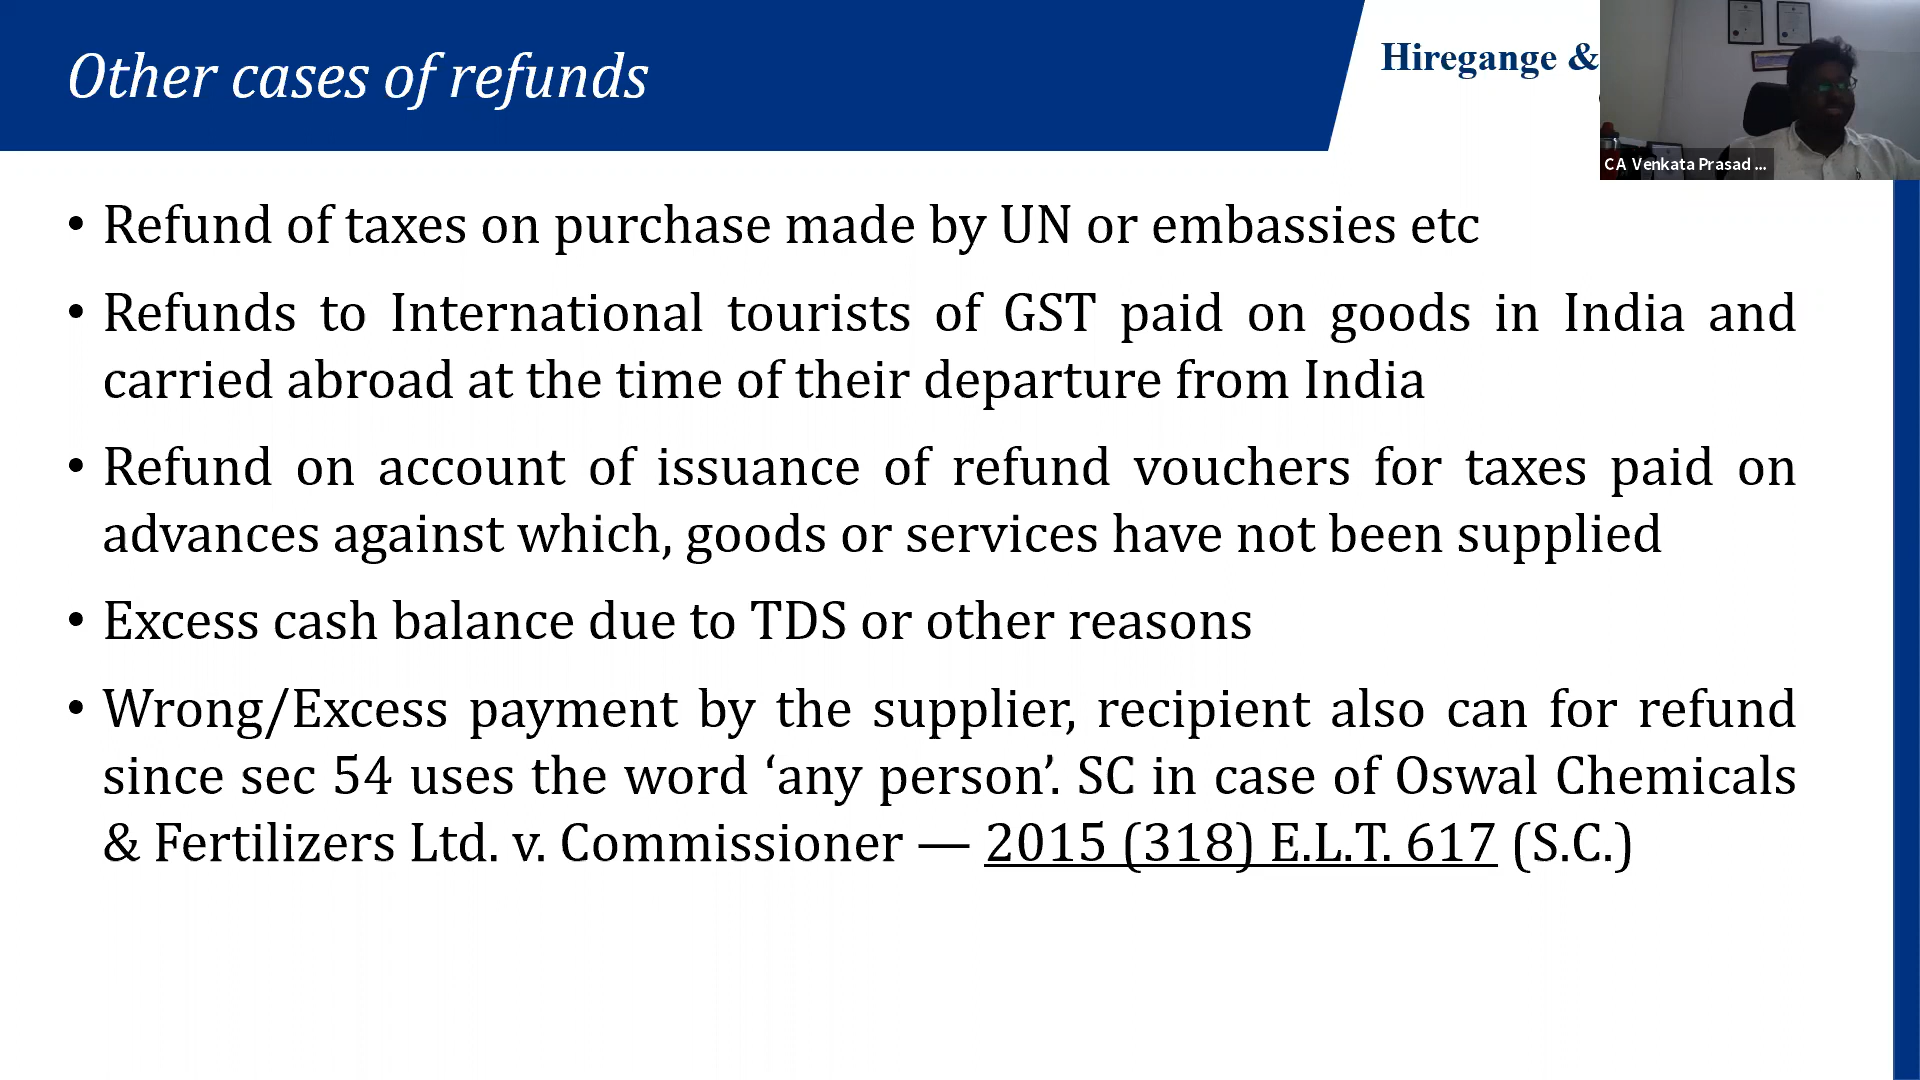 Other cases of refunds
Hiregange &
CA Venkata Prasad ...
• Refund of taxes on purchase made by UN or embassies etc
• Refunds to International tourists of GST paid on goods in India and
carried abroad at the time of their departure from India
• Refund on account of issuance of refund vouchers for taxes paid on
advances against which, goods or services have not been supplied
• Excess cash balance due to TDS or other reasons
• Wrong/Excess payment by the supplier, recipient also can for refund
since sec 54 uses the word ‘any person’. SC in case of Oswal Chemicals
& Fertilizers Ltd. v. Commissioner — 2015 (318) E.L.T. 617 (S.C.)